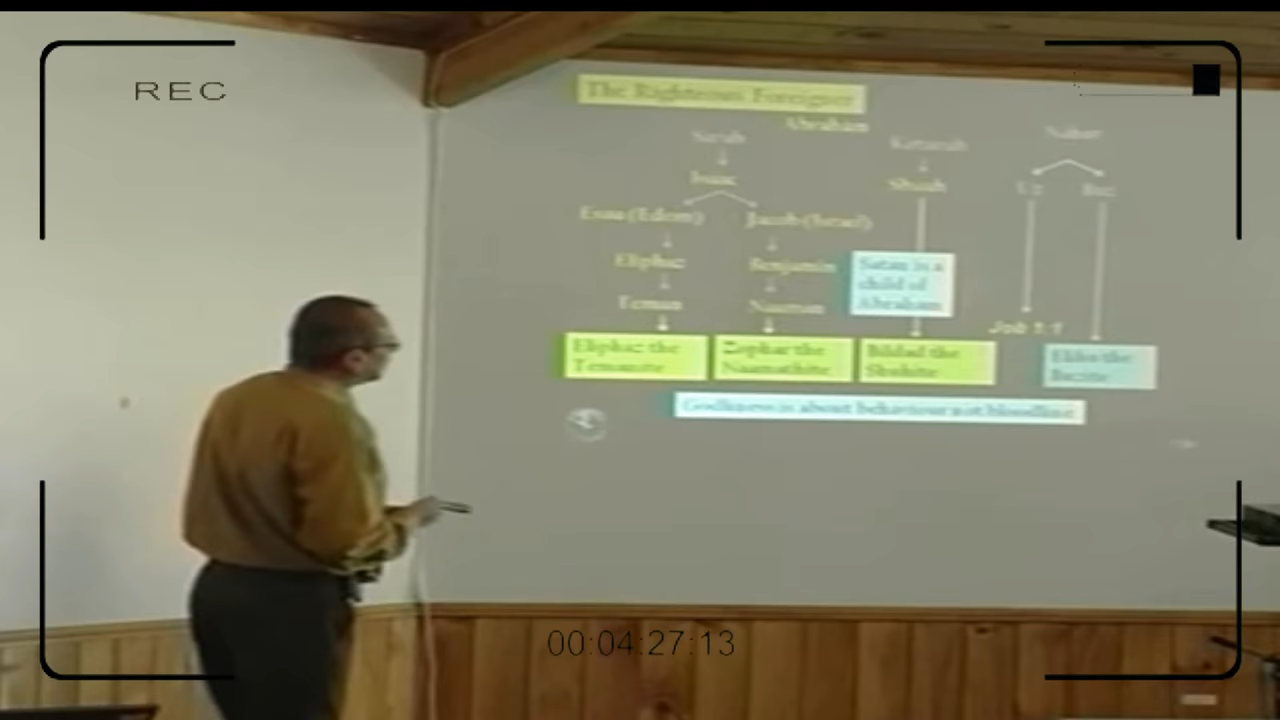 REC
The Righteous Foreigner
Abraham
Sarah
Keturah
Nahor
Isaac
Shuah
Uz
Buz
Esau (Edom)
Jacob (Israel)
Eliphaz
Benjamin
Satan is a
child of
Abraham
Teman
Naaman
Job 1:1
Eliphaz the
Temanite
Zophar the
Naamathite
Bildad the
Shuhite
Elihu the
Buzite
Godliness is about behaviour not bloodline
00:04:27:13